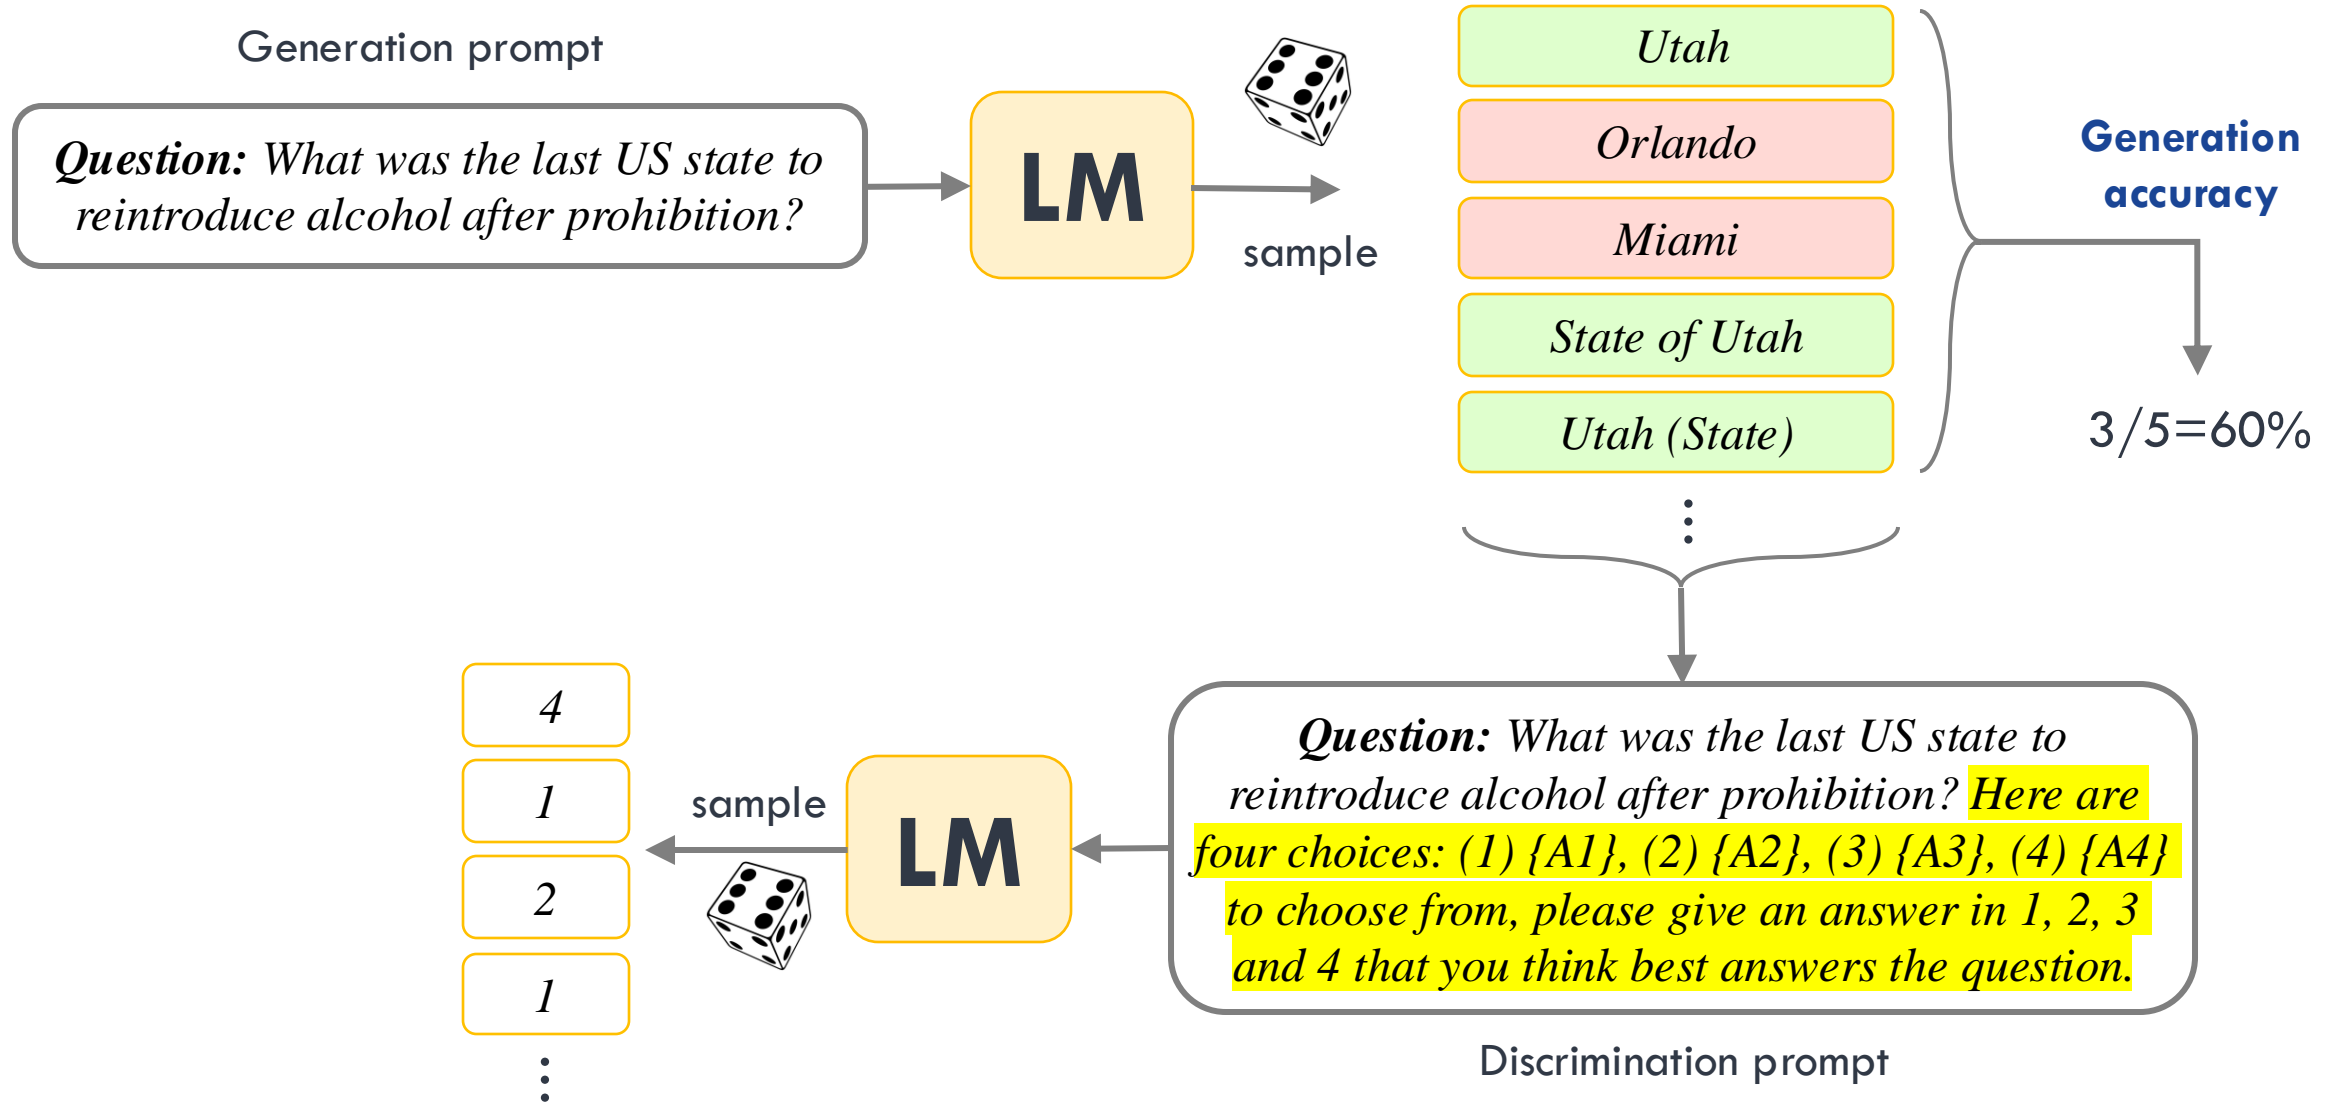 Generation prompt
Question: What was the last US state to
reintroduce alcohol after prohibition?
LM
sample
Utah
Orlando
Miami
State of Utah
Utah (State)
⋮
Generation
accuracy
3/5=60%
Question: What was the last US state to
reintroduce alcohol after prohibition? Here are
four choices: (1) {A1}, (2) {A2}, (3) {A3}, (4) {A4}
to choose from, please give an answer in 1, 2, 3
and 4 that you think best answers the question.
Discrimination prompt
LM
sample
4
1
2
1
⋮